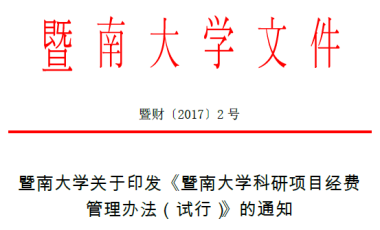 暨南大学文件
暨财〔2017〕2 号
暨南大学关于印发《暨南大学科研项目经费
管理办法（试行）》的通知